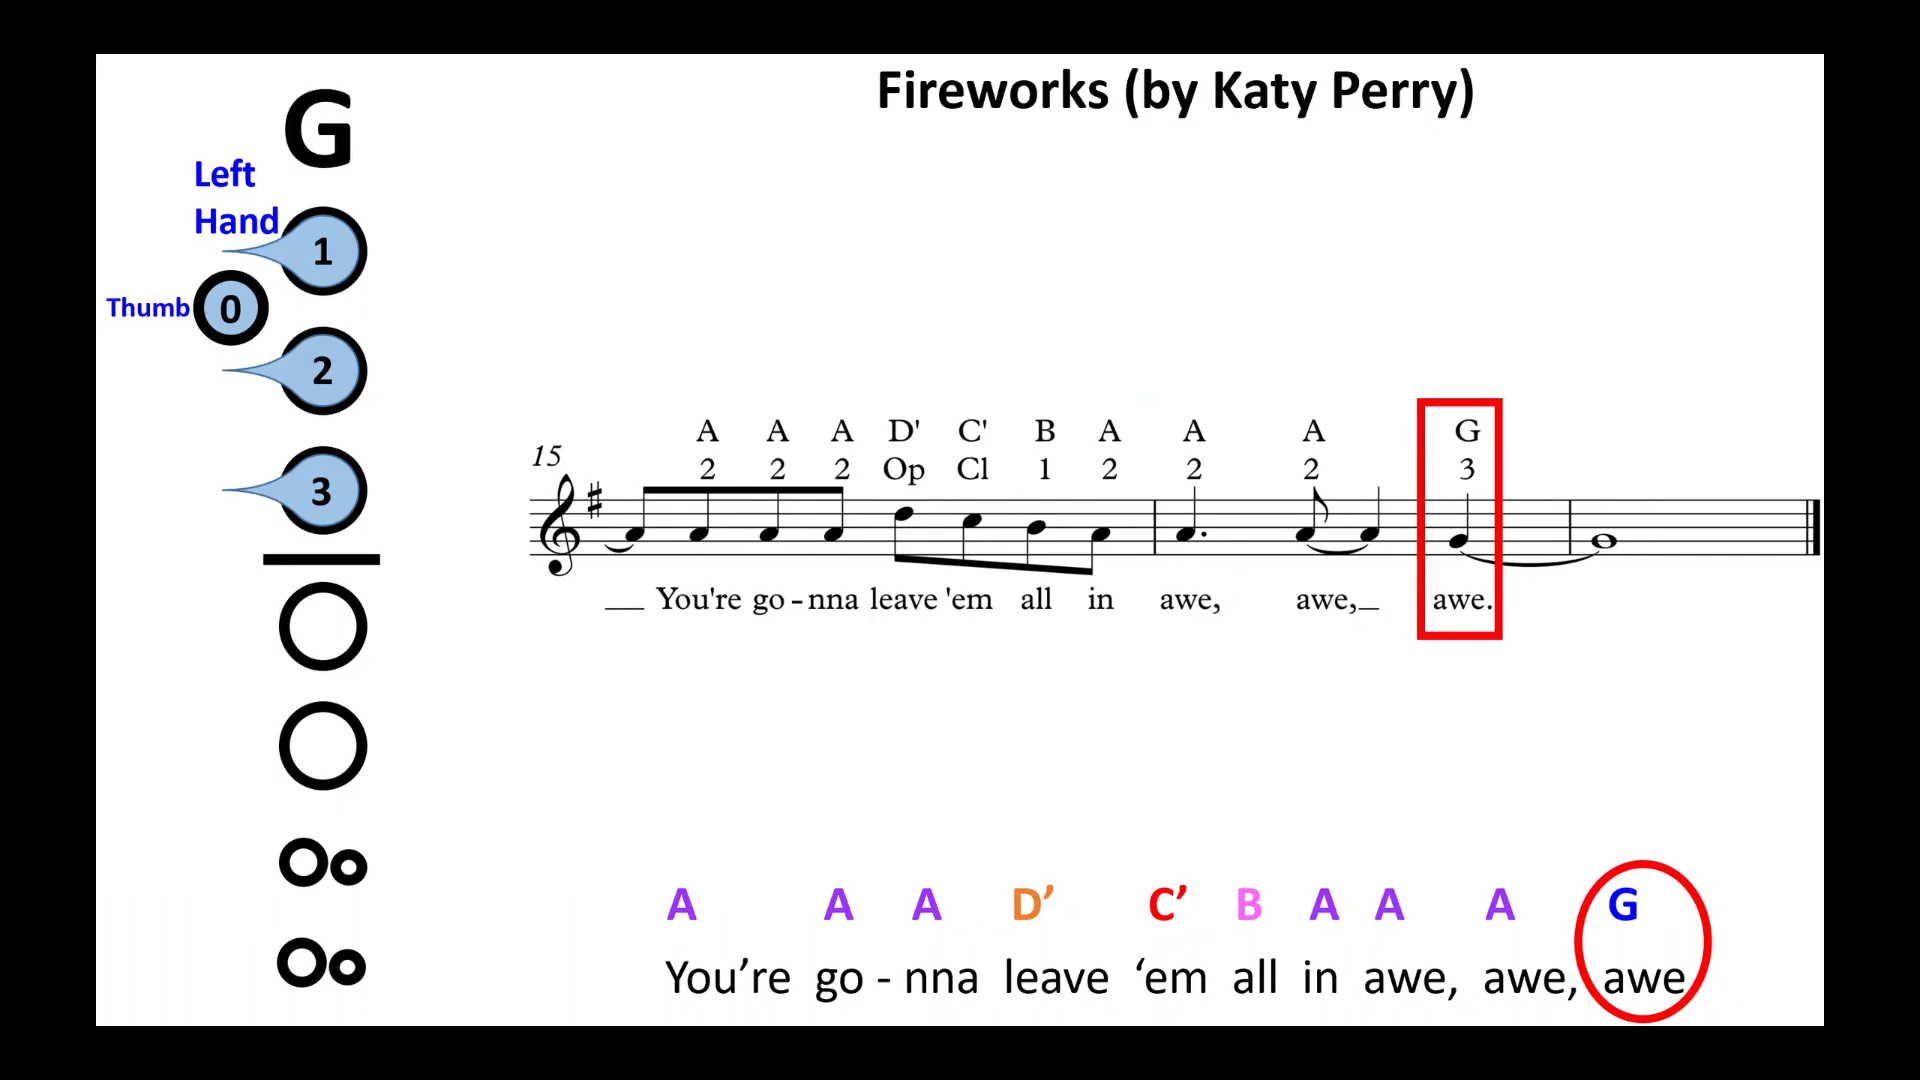 Fireworks (by Katy Perry)
G
Left
Hand
1
Thumb 0
2
3
A A A D' C' B A A A G
15 2 2 2 Op Cl 1 2 2 2 3
__ You're go - nna leave 'em all in awe, awe,_ awe.
A A A D’ C’ B A A A G
You’re go - nna leave ‘em all in awe, awe, awe